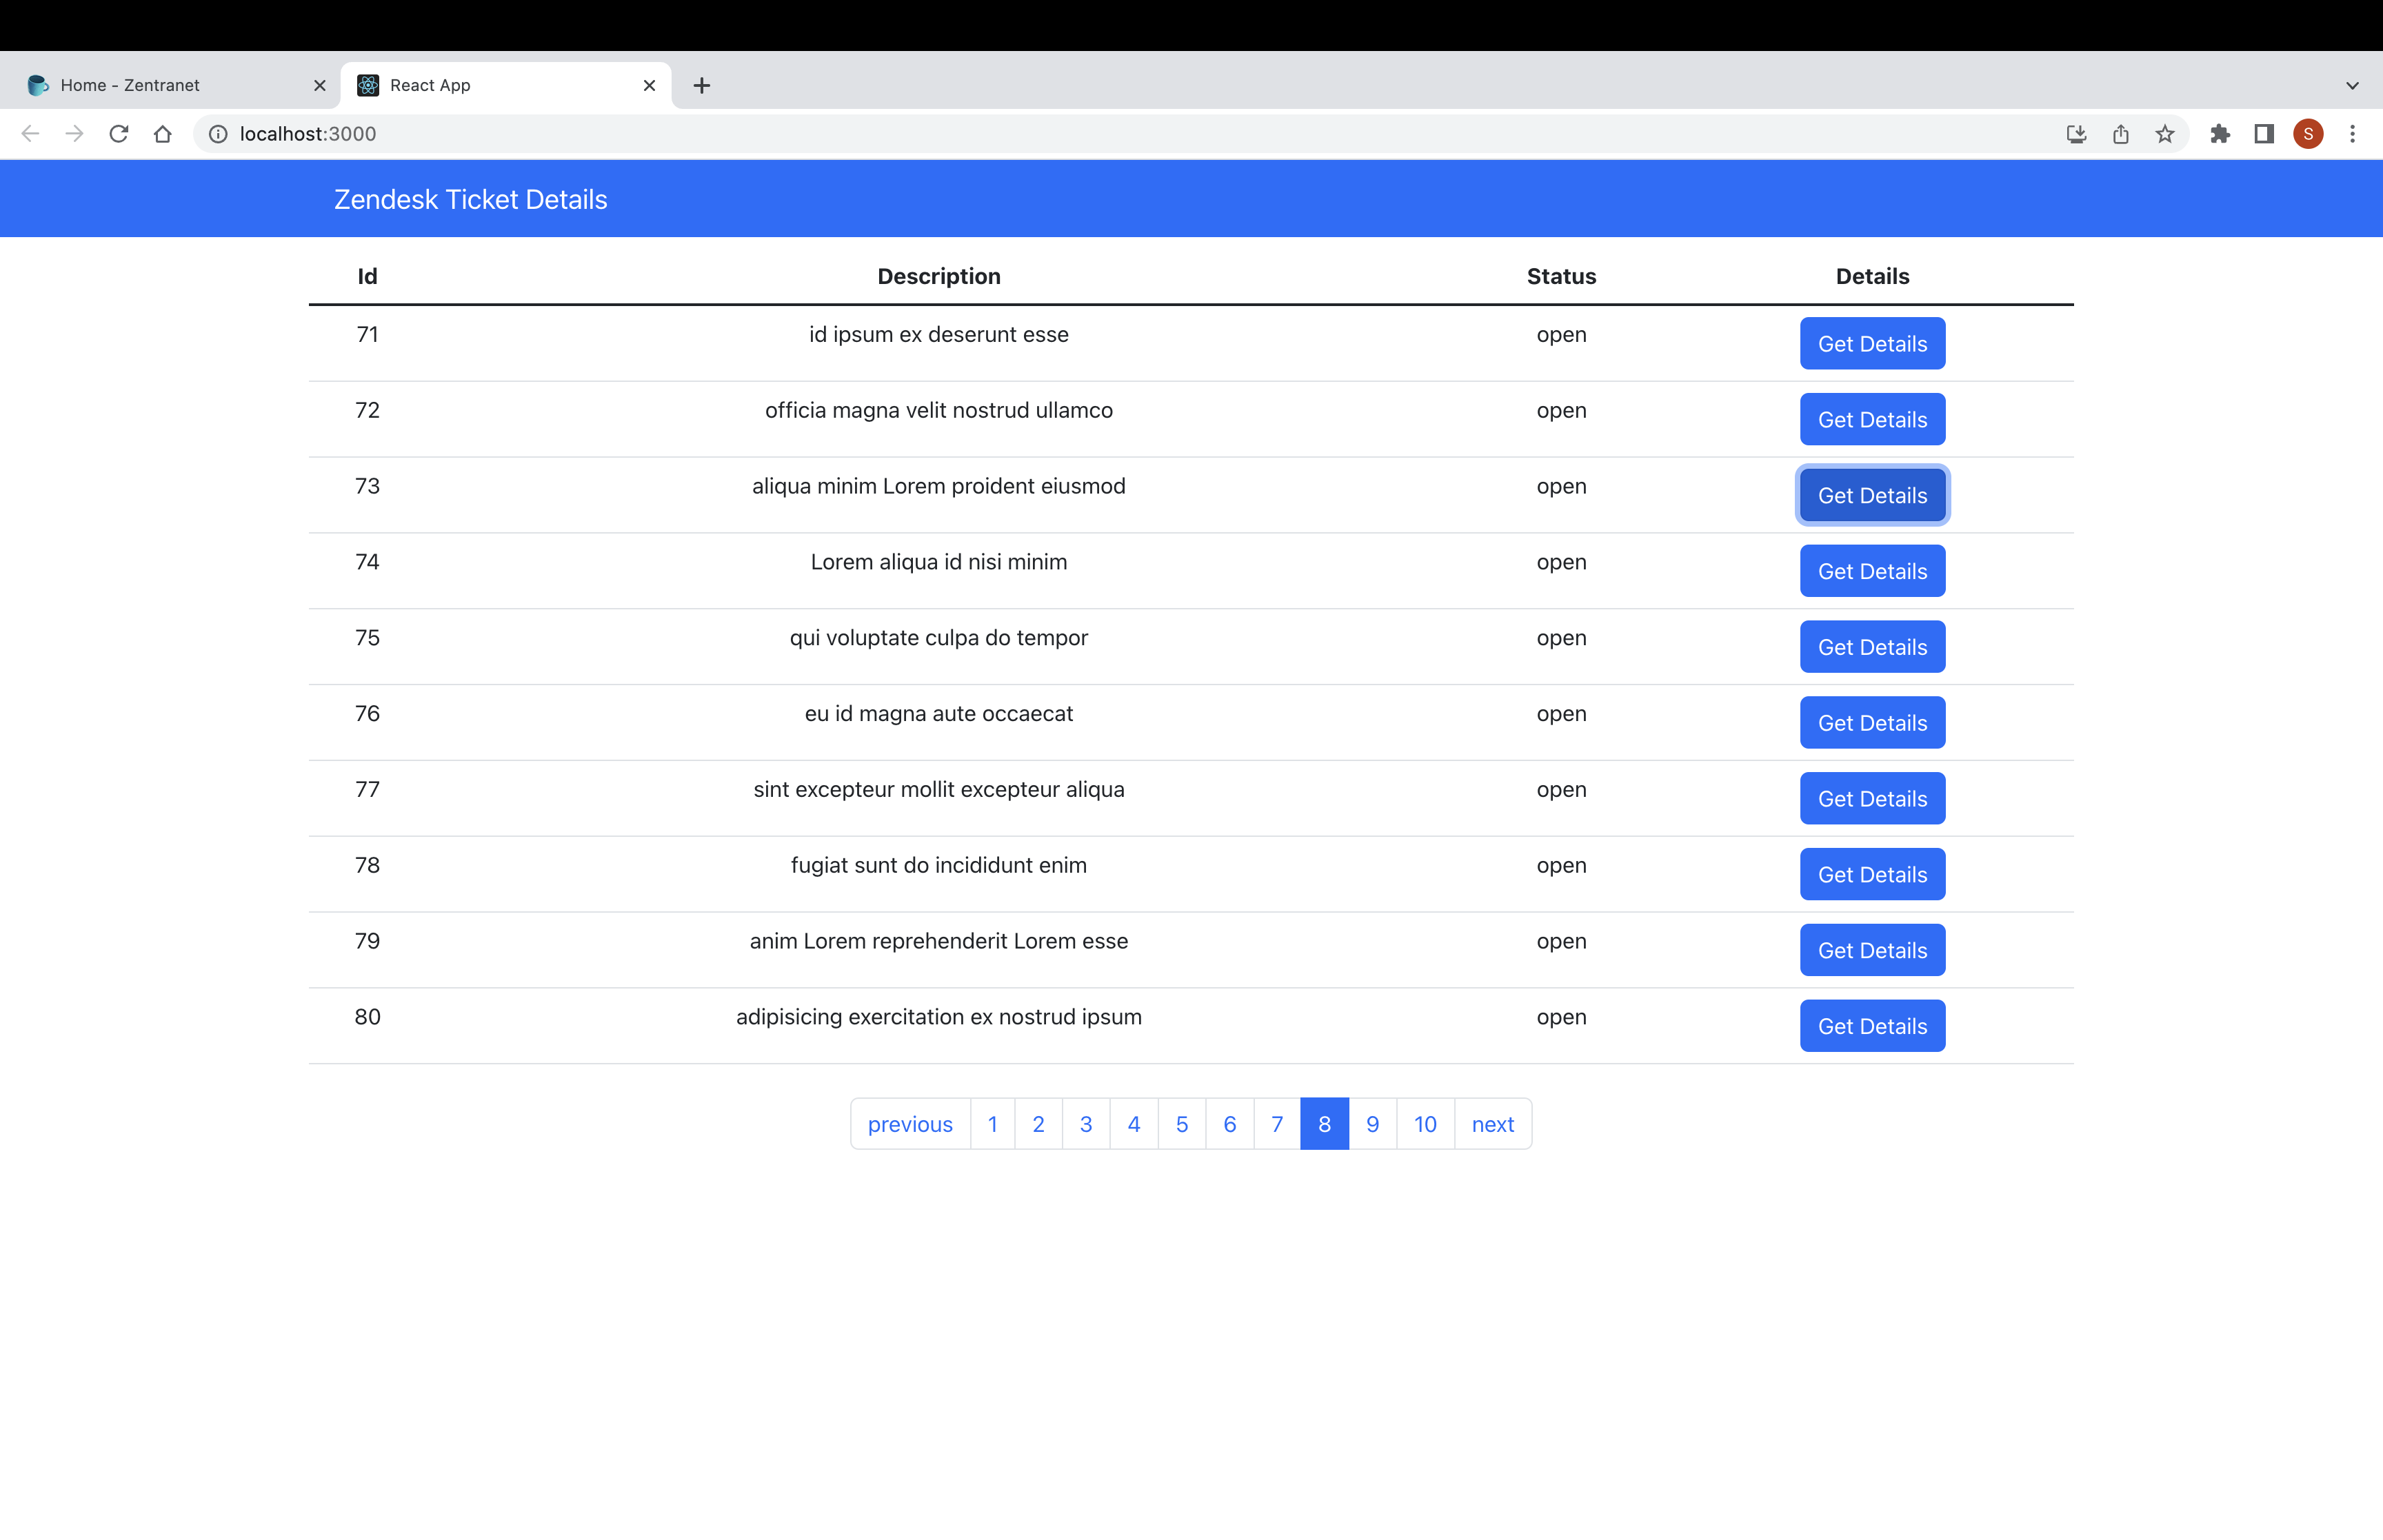 Home - Zentranet
React App
localhost:3000
S
Zendesk Ticket Details
Id Description Status Details
71 id ipsum ex deserunt esse open Get Details
72 officia magna velit nostrud ullamco open Get Details
73 aliqua minim Lorem proident eiusmod open Get Details
74 Lorem aliqua id nisi minim open Get Details
75 qui voluptate culpa do tempor open Get Details
76 eu id magna aute occaecat open Get Details
77 sint excepteur mollit excepteur aliqua open Get Details
78 fugiat sunt do incididunt enim open Get Details
79 anim Lorem reprehenderit Lorem esse open Get Details
80 adipisicing exercitation ex nostrud ipsum open Get Details
previous 1 2 3 4 5 6 7 8 9 10 next